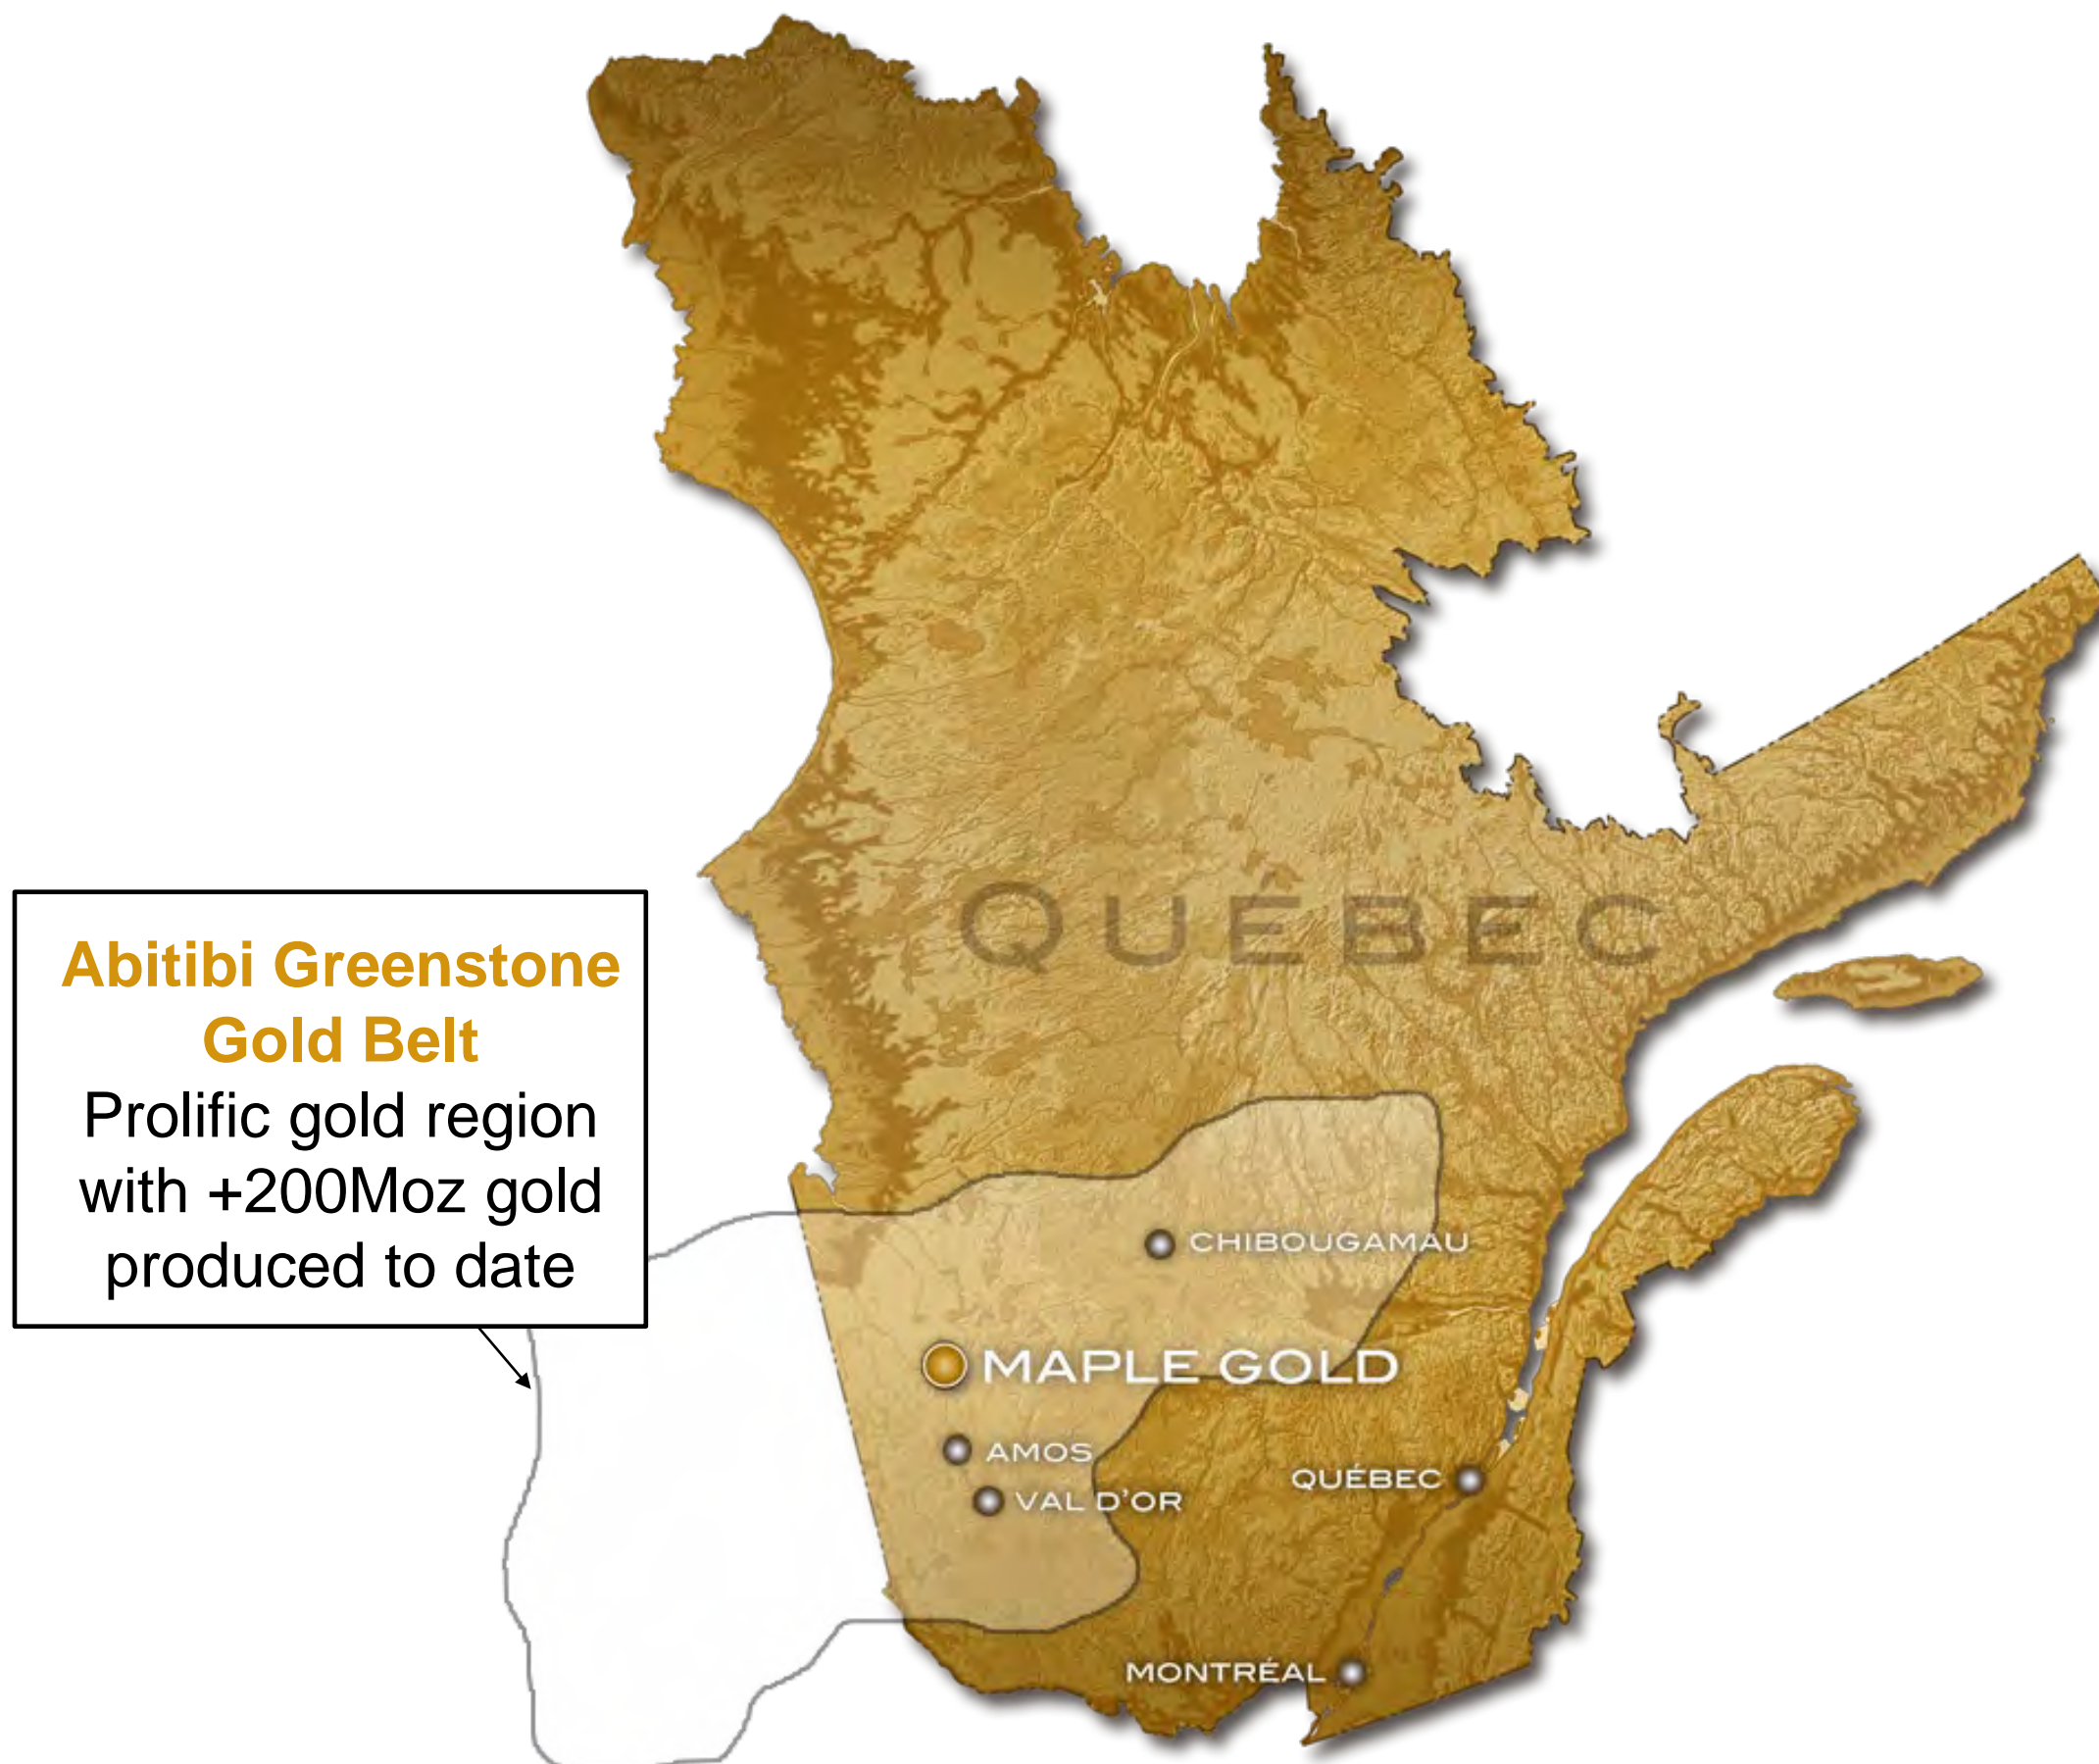 QUÉBEC
Abitibi Greenstone
Gold Belt
Prolific gold region
with +200Moz gold
produced to date
CHIBOUGAMAU
MAPLE GOLD
AMOS
VAL D'OR
QUÉBEC
MONTRÉAL